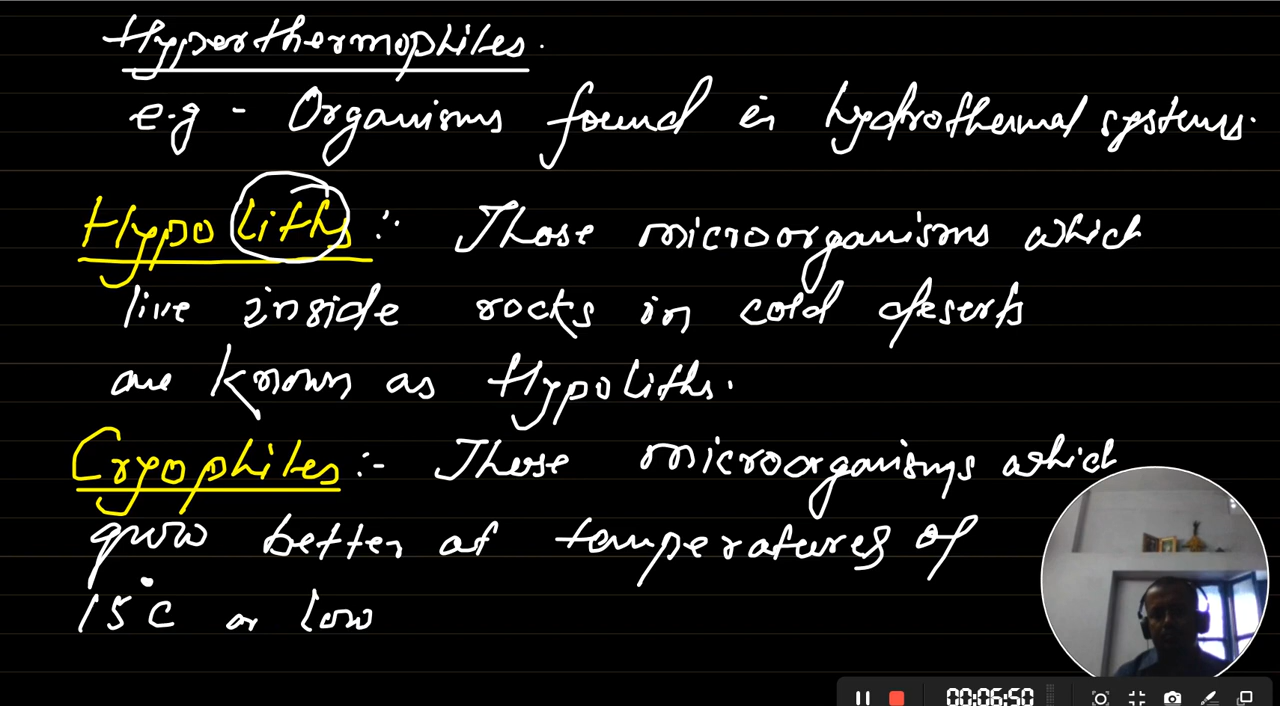 Hyperthermophiles.
e.g - Organisms found in hydrothermal systems.
Hypoliths :- Those microorganisms which
live inside rocks in cold deserts
are known as Hypoliths.
Cryophiles :- Those microorganisms which
grow better at temperatures of
15°C or low
00:06:50